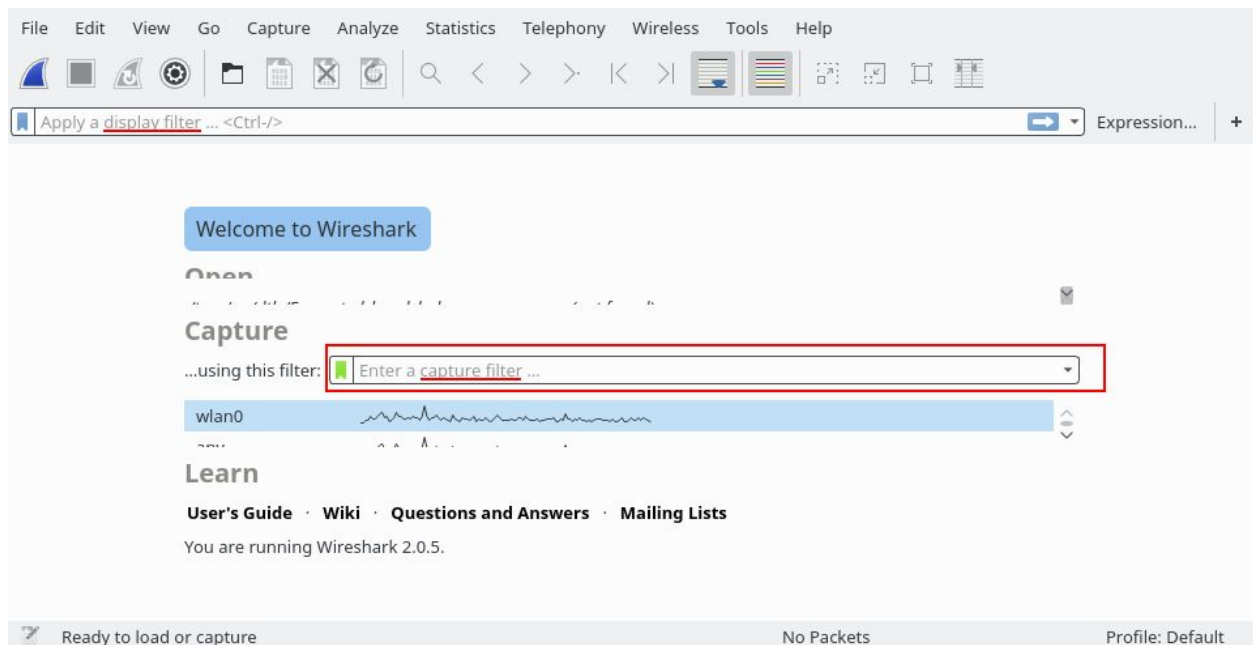 File Edit View Go Capture Analyze Statistics Telephony Wireless Tools Help
Apply a display filter ... <Ctrl-/> Expression... +
Welcome to Wireshark
Open
Capture
...using this filter: Enter a capture filter ...
wlan0
any
Learn
User's Guide · Wiki · Questions and Answers · Mailing Lists
You are running Wireshark 2.0.5.
Ready to load or capture No Packets Profile: Default